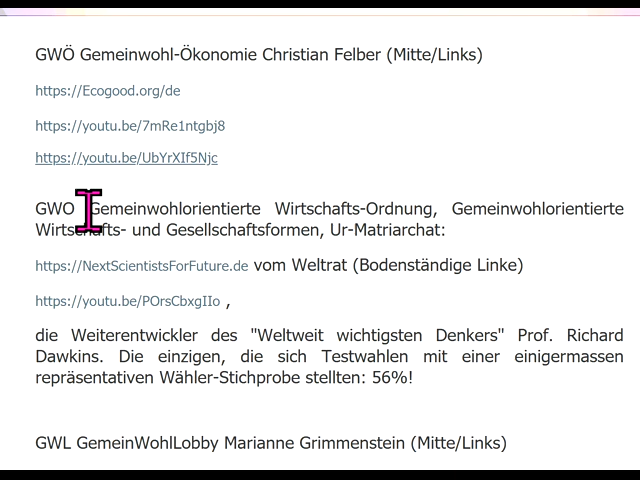 GWÖ Gemeinwohl-Ökonomie Christian Felber (Mitte/Links)
https://Ecogood.org/de
https://youtu.be/7mRe1ntgbj8
https://youtu.be/UbYrXIf5Njc
GWO Gemeinwohlorientierte Wirtschafts-Ordnung, Gemeinwohlorientierte
Wirtschafts- und Gesellschaftsformen, Ur-Matriarchat:
https://NextScientistsForFuture.de vom Weltrat (Bodenständige Linke)
https://youtu.be/POrsCbxgIIo ,
die Weiterentwickler des "Weltweit wichtigsten Denkers" Prof. Richard
Dawkins. Die einzigen, die sich Testwahlen mit einer einigermassen
repräsentativen Wähler-Stichprobe stellten: 56%!
GWL GemeinWohlLobby Marianne Grimmenstein (Mitte/Links)